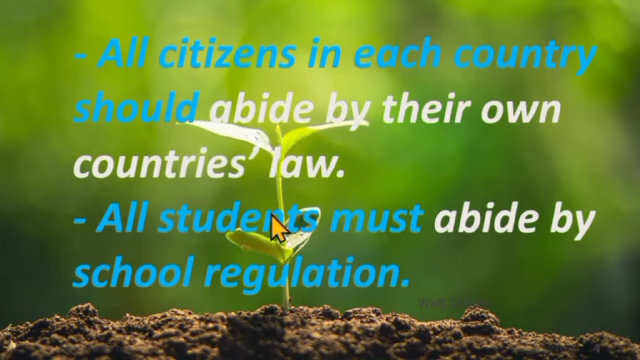 - All citizens in each country
should abide by their own
countries' law.
- All students must abide by
school regulation.